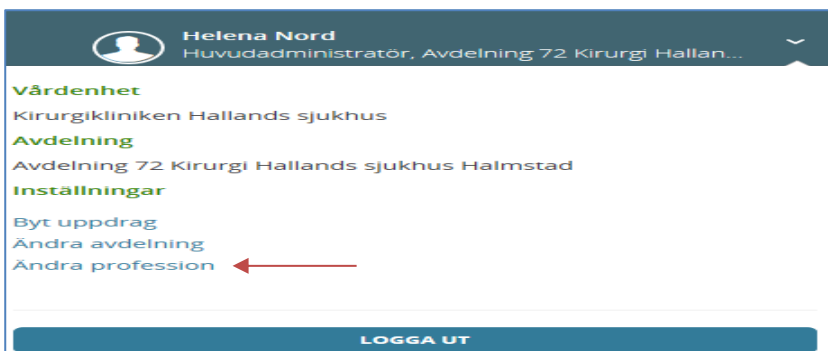 Helena Nord
Huvudadministratör, Avdelning 72 Kirurgi Hallan...
Vårdenhet
Kirurgikliniken Hallands sjukhus
Avdelning
Avdelning 72 Kirurgi Hallands sjukhus Halmstad
Inställningar
Byt uppdrag
Ändra avdelning
Ändra profession
LOGGA UT